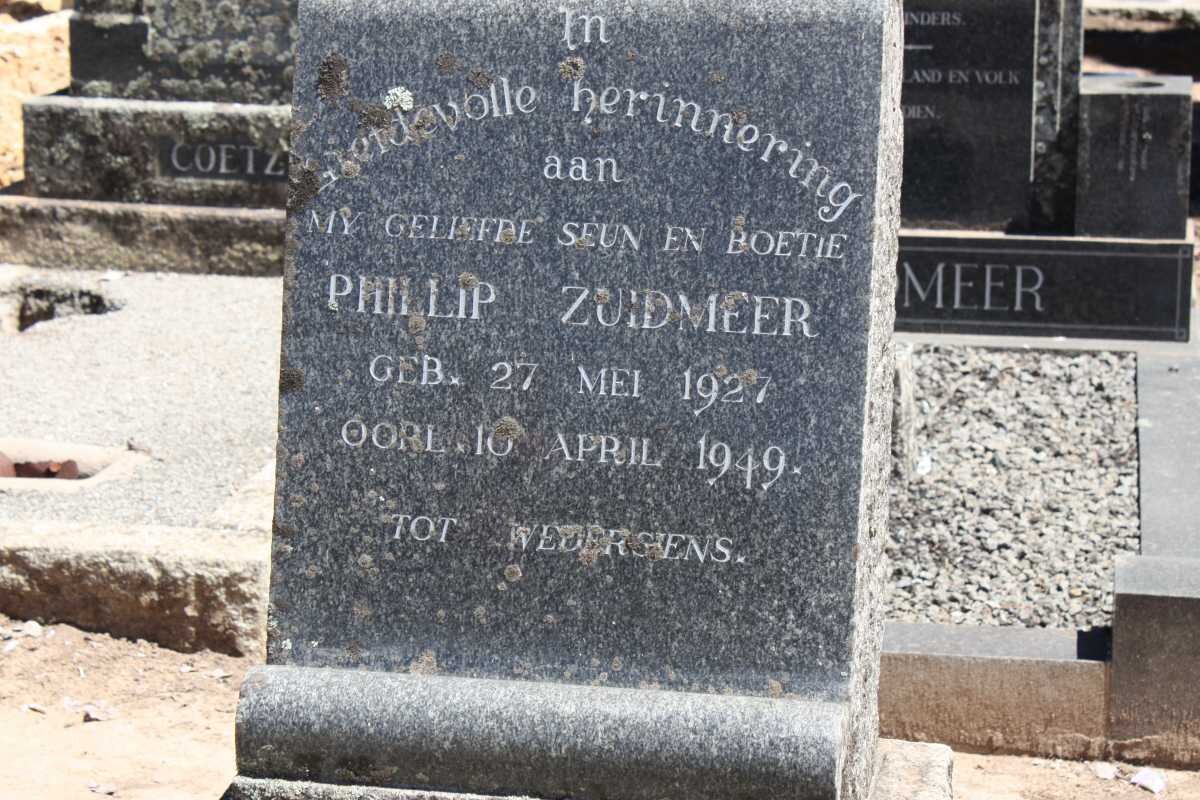 In
Liefdevolle herinnering
aan
MY GELIEFDE SEUN EN BOETIE
PHILLIP ZUIDMEER
GEB. 27 MEI 1927
OORL. 10 APRIL 1949.
TOT WEDERSIENS.
COETZ
INDERS.
LAND EN VOLK
DIEN.
DMEER